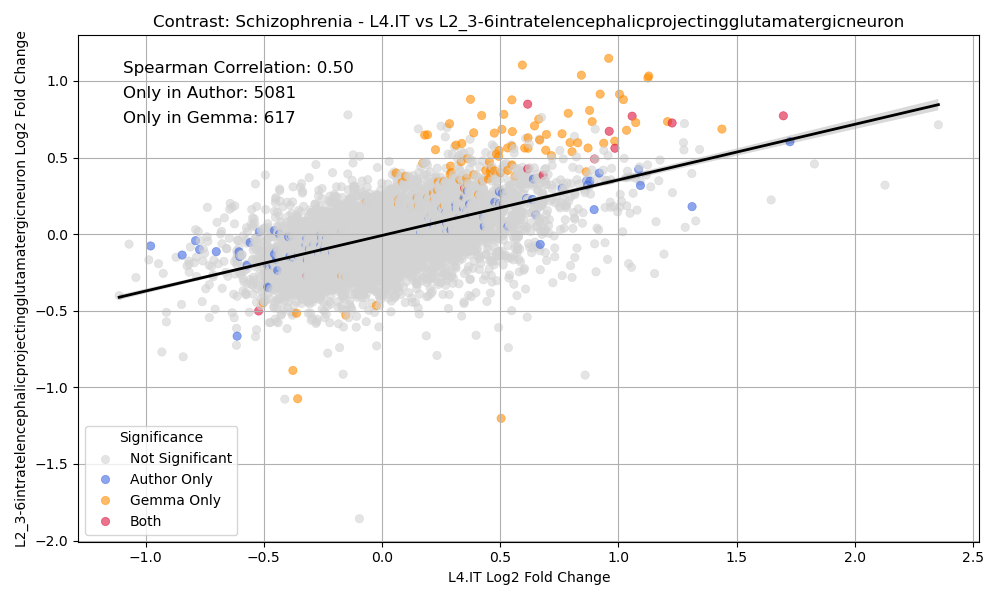 Contrast: Schizophrenia - L4.IT vs L2_3-6intratelencephalicprojectingglutamatergicneuron
L2_3-6intratelencephalicprojectingglutamatergicneuron Log2 Fold Change
1.0
0.5
0.0
−0.5
−1.0
−1.5
−2.0
Spearman Correlation: 0.50
Only in Author: 5081
Only in Gemma: 617
Significance
Not Significant
Author Only
Gemma Only
Both
−1.0 −0.5 0.0 0.5 1.0 1.5 2.0 2.5
L4.IT Log2 Fold Change